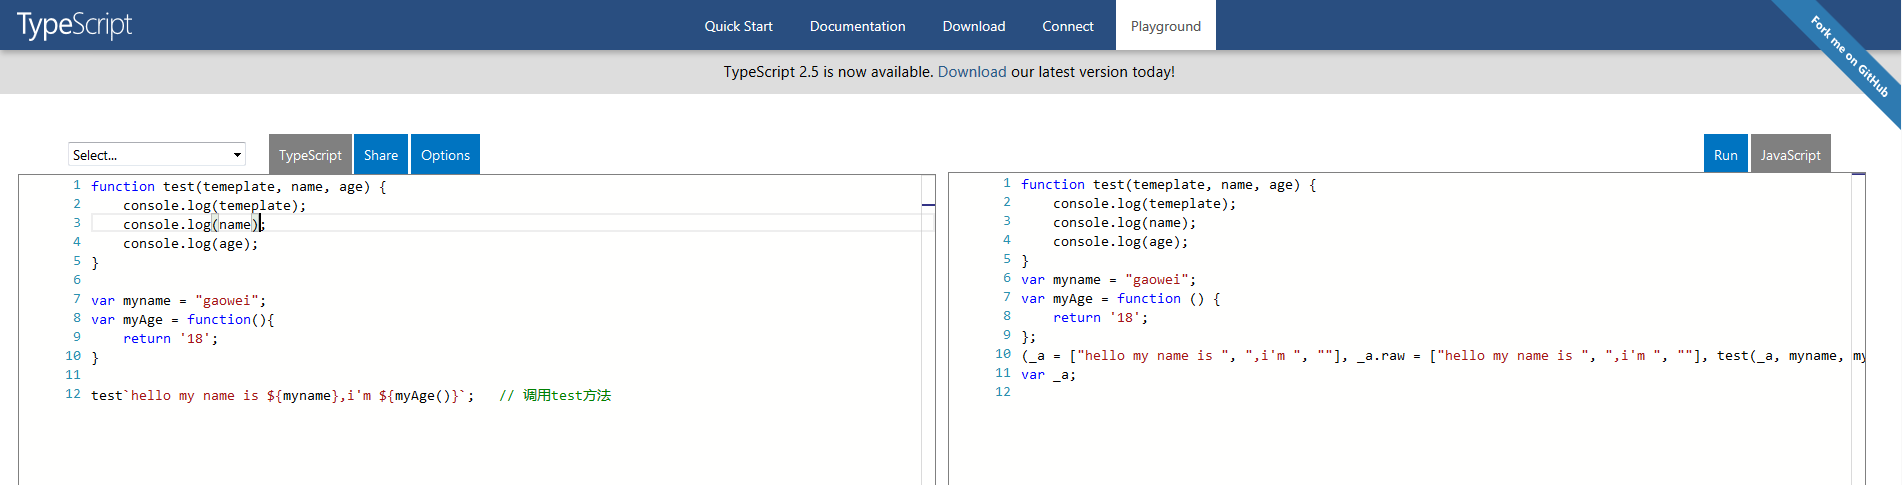 TypeScript
Quick Start Documentation Download Connect Playground
Fork me on GitHub
TypeScript 2.5 is now available. Download our latest version today!
Select... TypeScript Share Options
Run JavaScript
1 function test(temeplate, name, age) {
2 console.log(temeplate);
3 console.log(name);
4 console.log(age);
5 }
6
7 var myname = "gaowei";
8 var myAge = function(){
9 return '18';
10 }
11
12 test`hello my name is ${myname},i'm ${myAge()}`; // 调用test方法
1 function test(temeplate, name, age) {
2 console.log(temeplate);
3 console.log(name);
4 console.log(age);
5 }
6 var myname = "gaowei";
7 var myAge = function () {
8 return '18';
9 };
10 (_a = ["hello my name is ", ",i'm ", ""], _a.raw = ["hello my name is ", ",i'm ", ""], test(_a, myname, my
11 var _a;
12